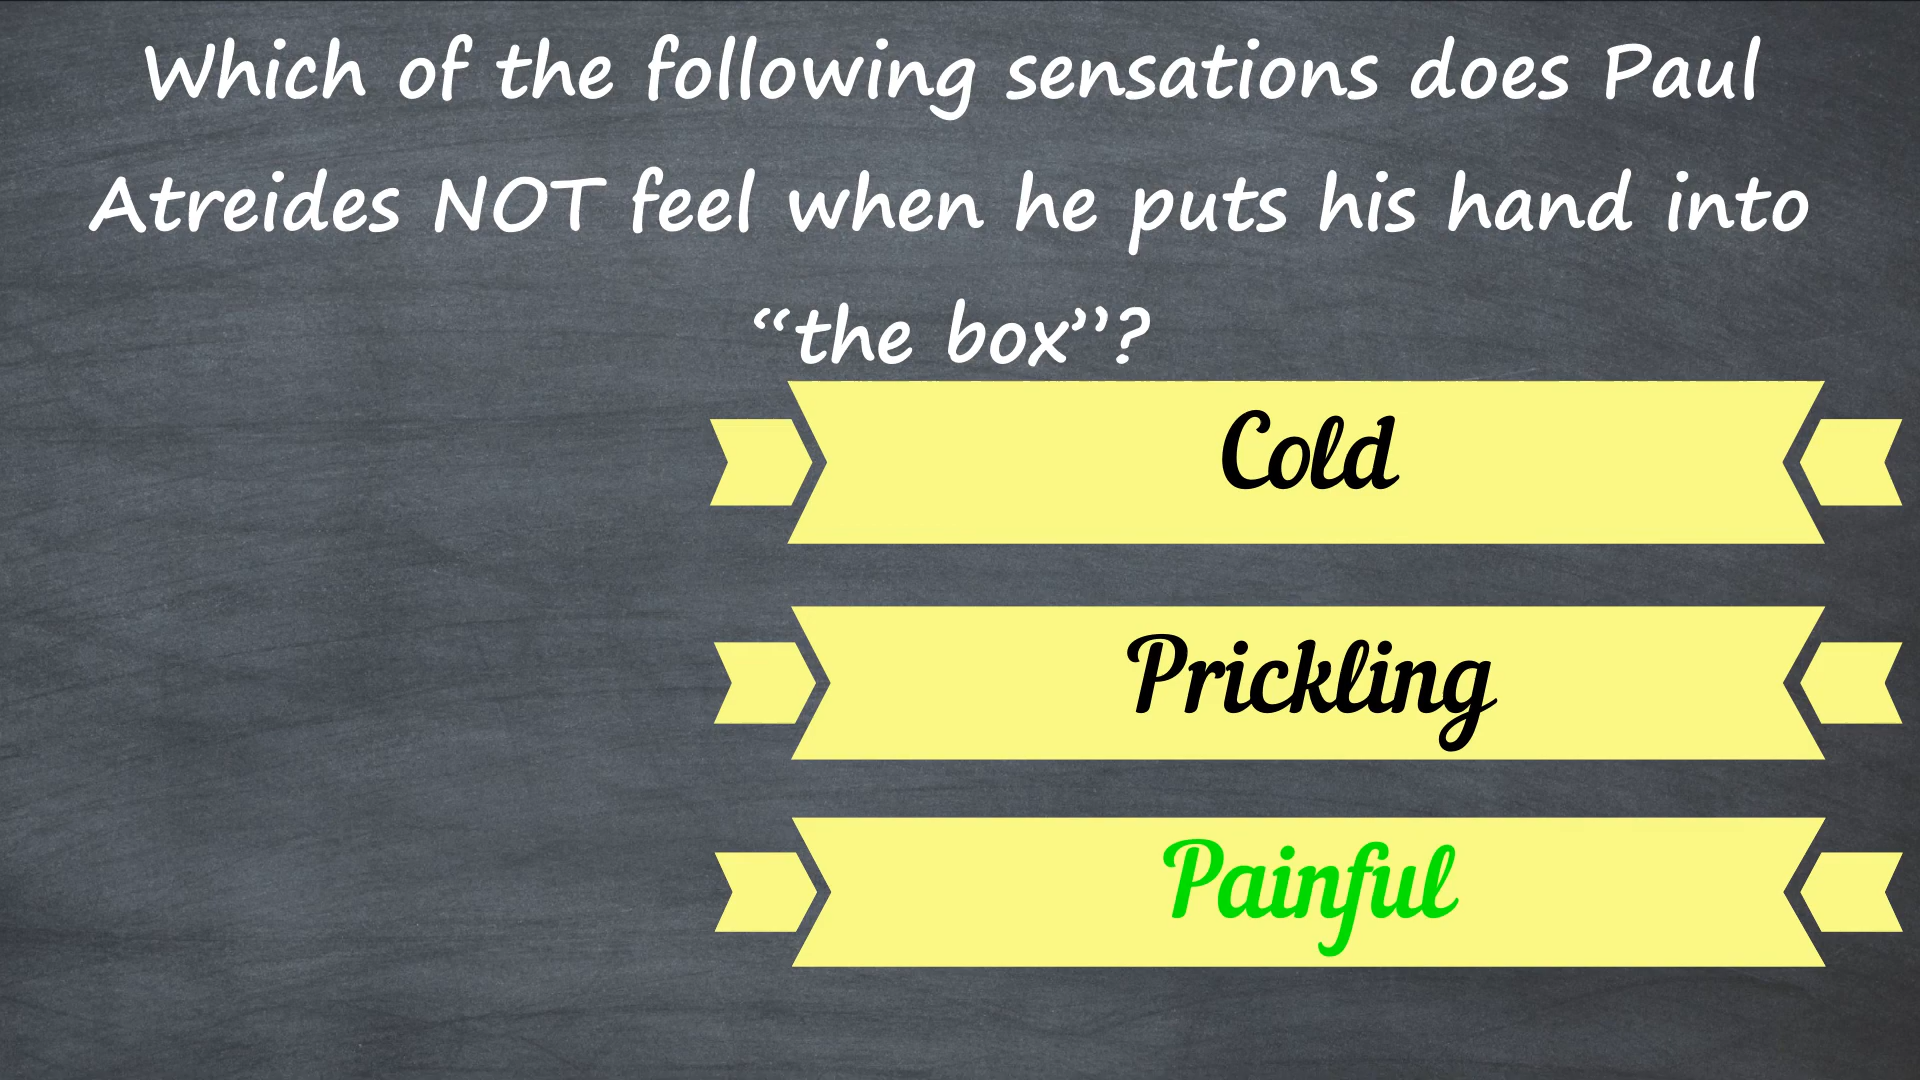 Which of the following sensations does Paul
Atreides NOT feel when he puts his hand into
“the box”?
Cold
Prickling
Painful